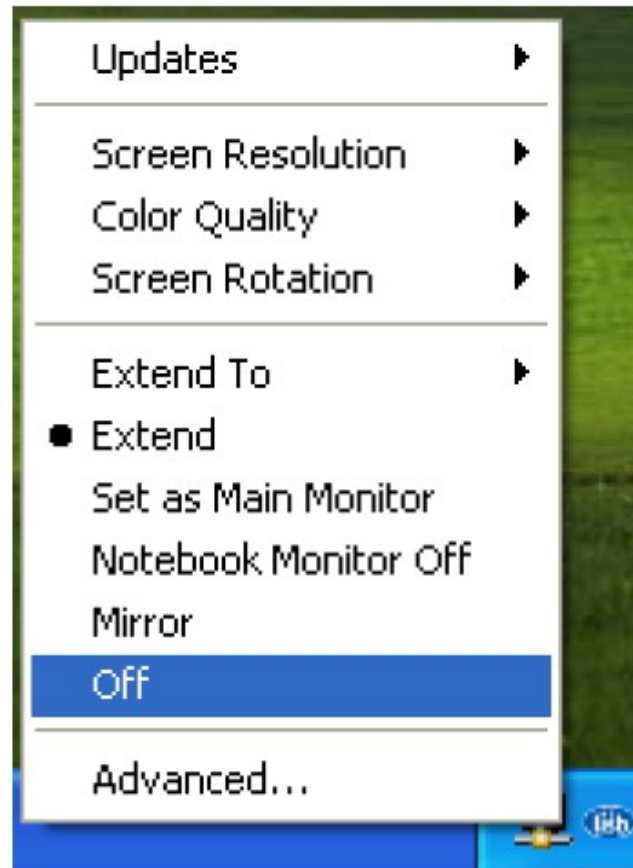 Updates
Screen Resolution
Color Quality
Screen Rotation
Extend To
Extend
Set as Main Monitor
Notebook Monitor Off
Mirror
Off
Advanced...